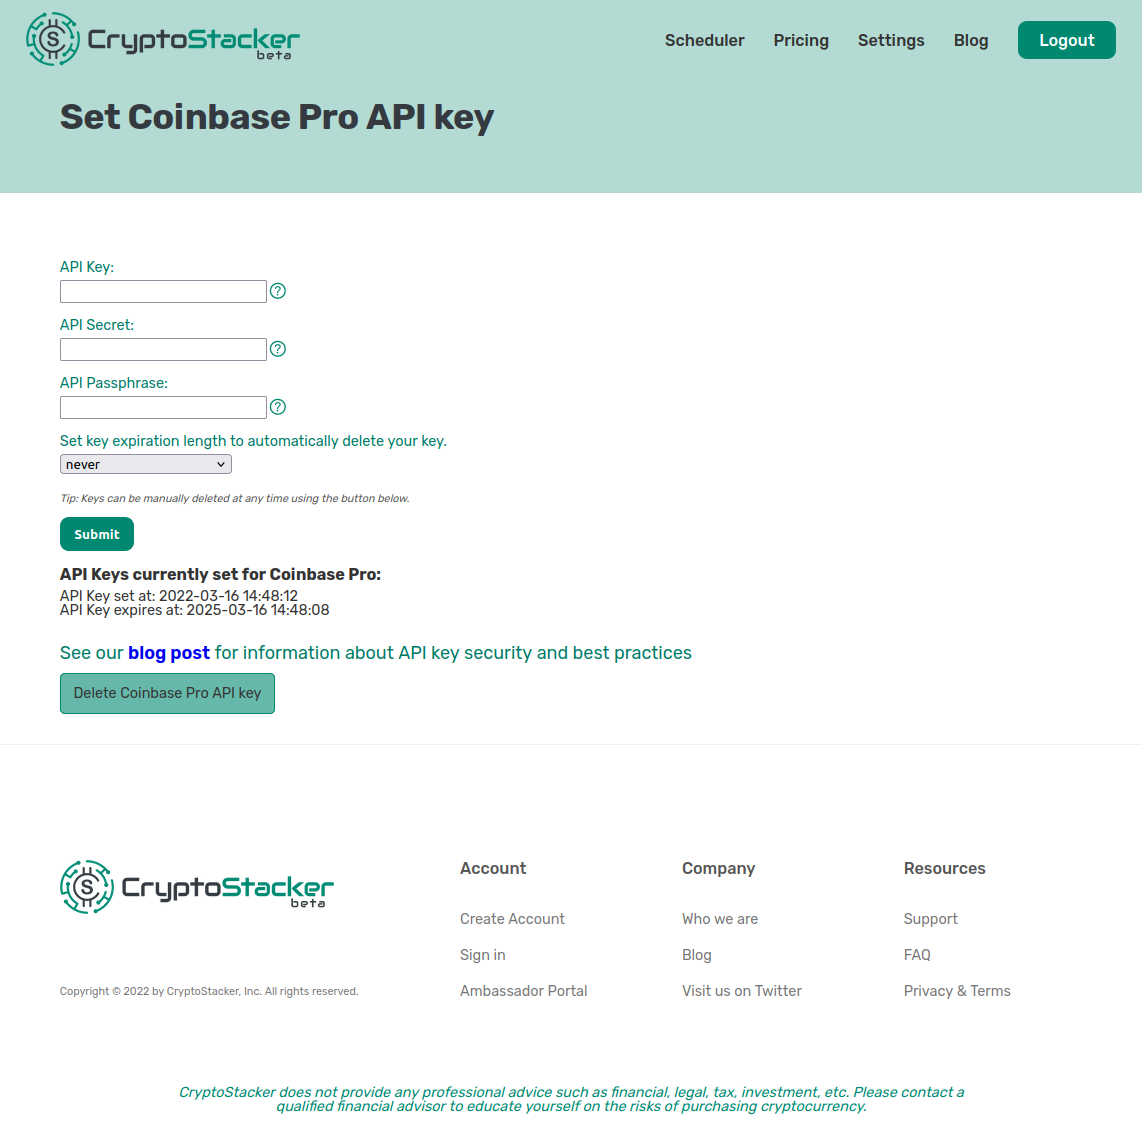 CryptoStacker
beta
Scheduler
Pricing
Settings
Blog
Logout
Set Coinbase Pro API key
API Key:
API Secret:
API Passphrase:
Set key expiration length to automatically delete your key.
never
Tip: Keys can be manually deleted at any time using the button below.
Submit
API Keys currently set for Coinbase Pro:
API Key set at: 2022-03-16 14:48:12
API Key expires at: 2025-03-16 14:48:08
See our blog post for information about API key security and best practices
Delete Coinbase Pro API key
CryptoStacker
beta
Copyright © 2022 by CryptoStacker, Inc. All rights reserved.
Account
Create Account
Sign in
Ambassador Portal
Company
Who we are
Blog
Visit us on Twitter
Resources
Support
FAQ
Privacy & Terms
CryptoStacker does not provide any professional advice such as financial, legal, tax, investment, etc. Please contact a
qualified financial advisor to educate yourself on the risks of purchasing cryptocurrency.